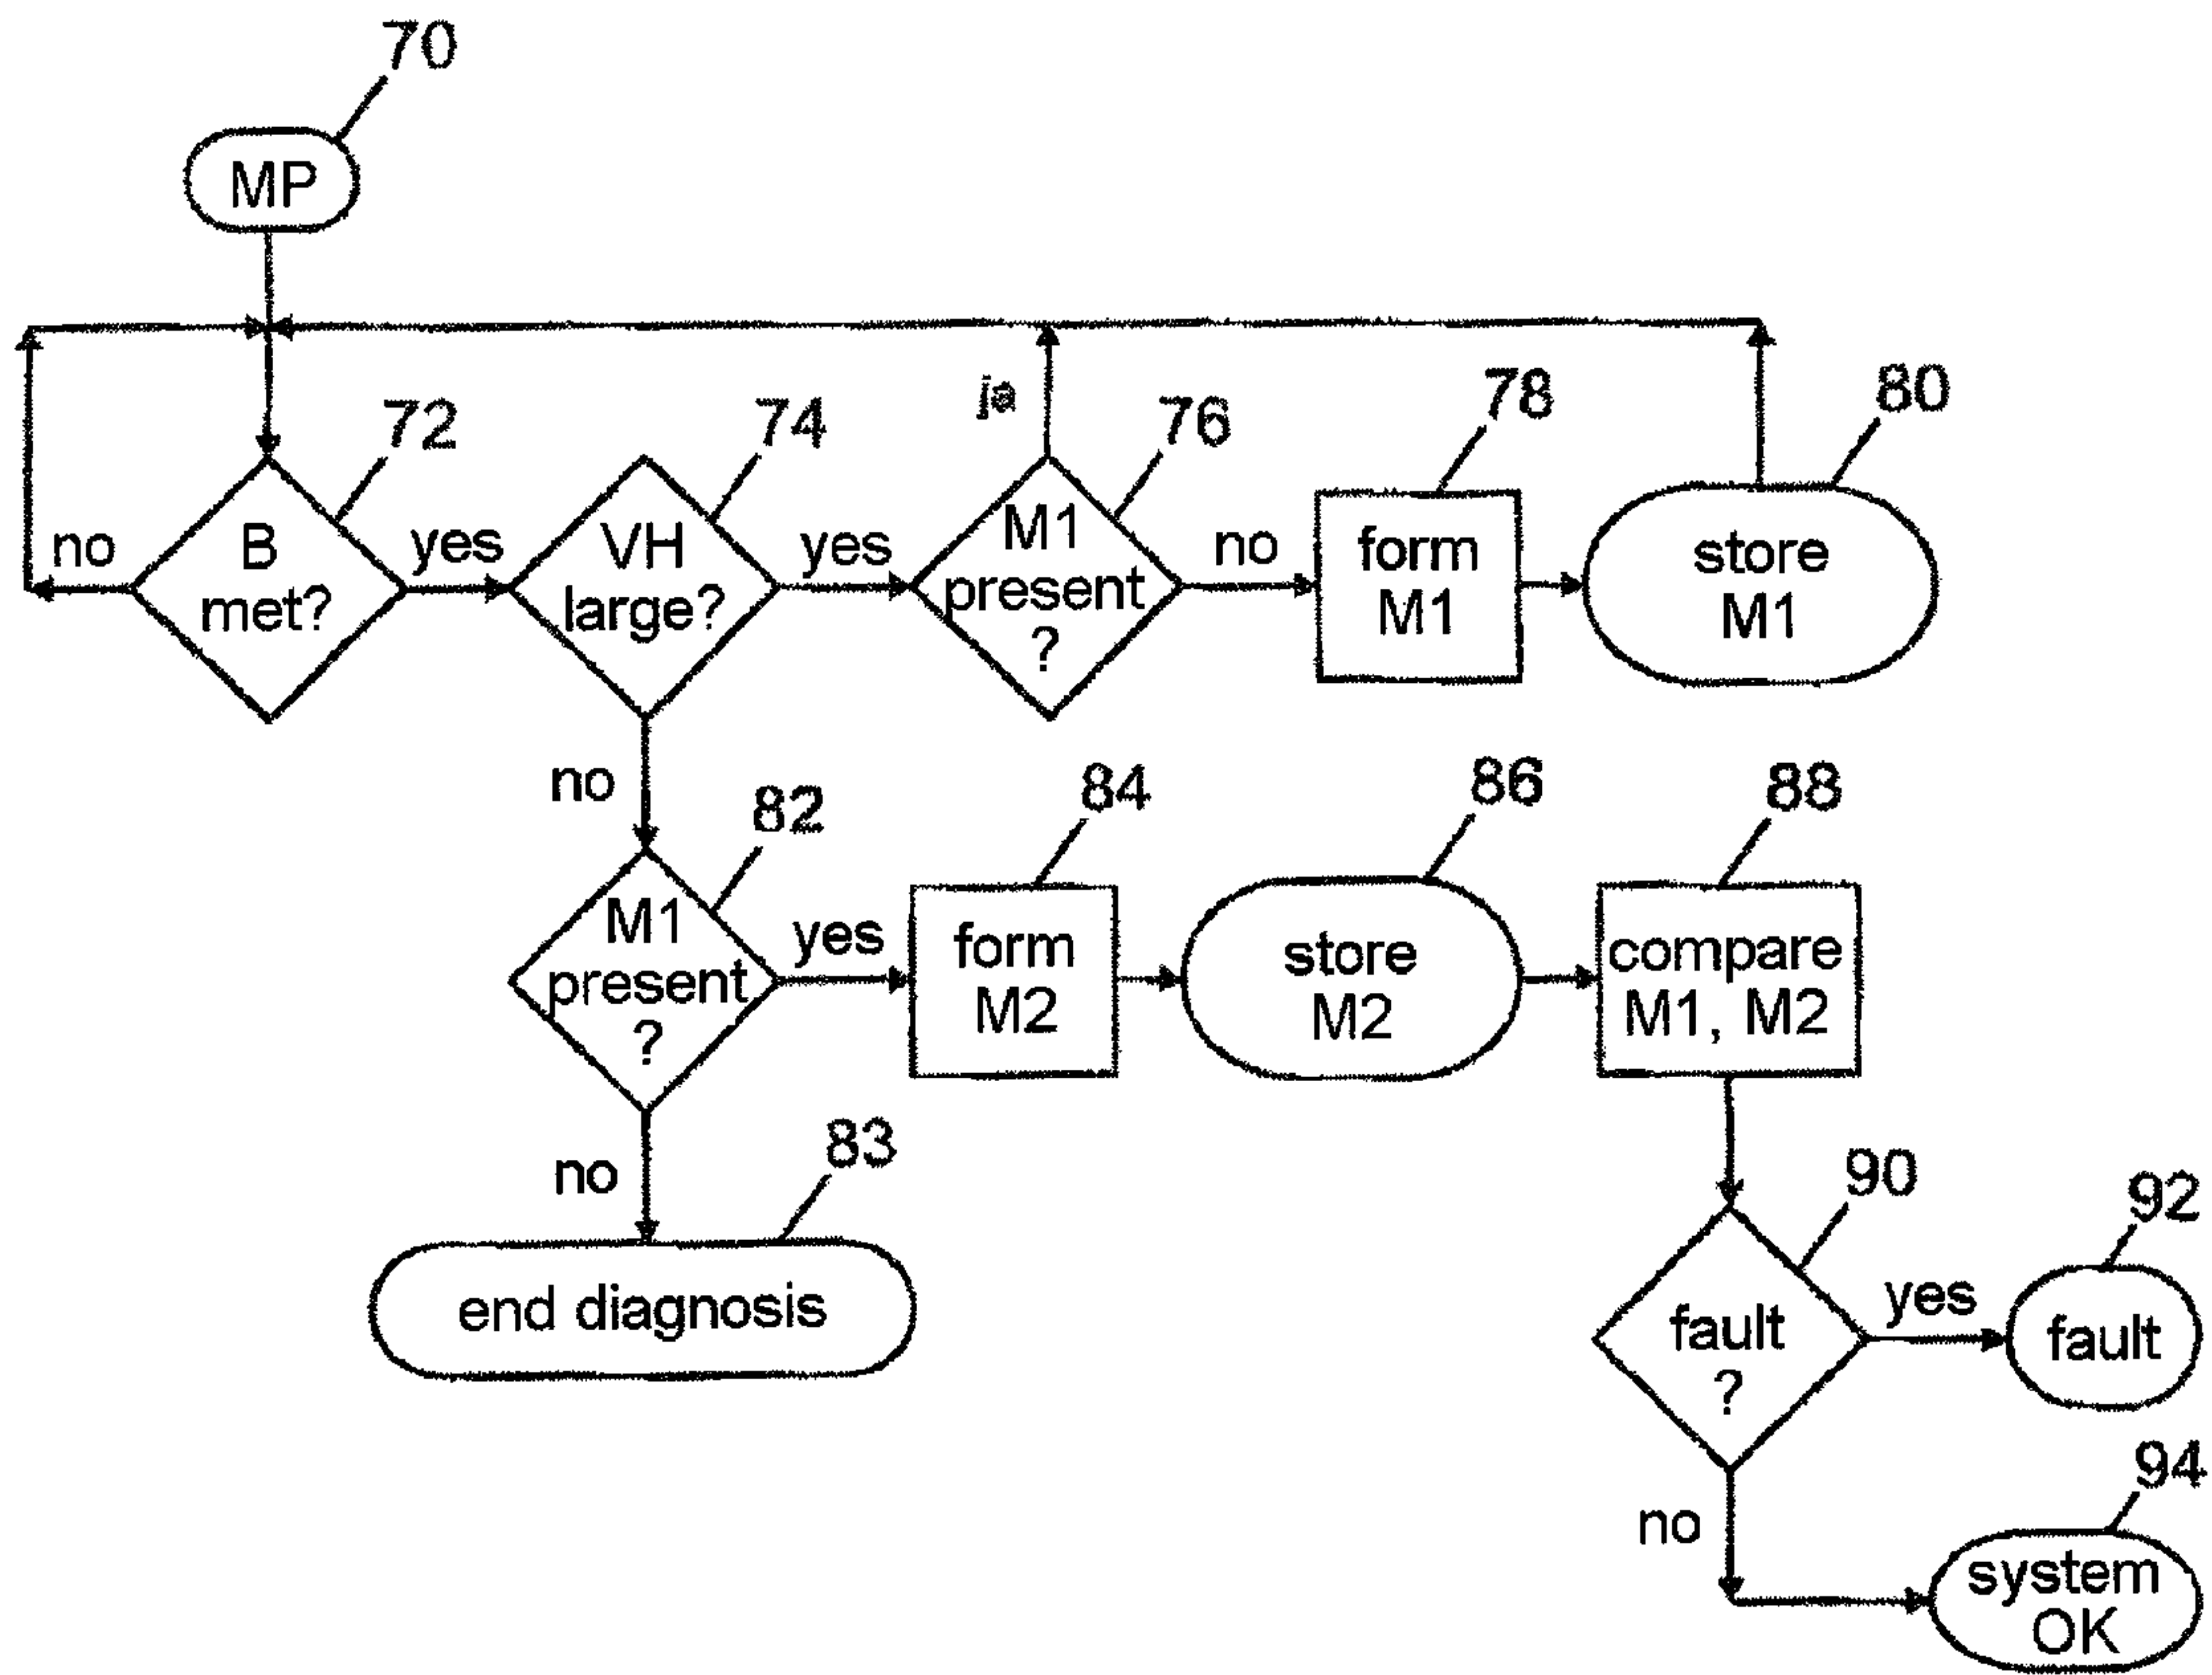 70
MP
72
74
76
78
80
ja
no
B
met?
yes
VH
large?
yes
M1
present
?
no
form
M1
store
M1
no
82
84
86
88
M1
present
?
yes
form
M2
store
M2
compare
M1, M2
no
83
90
92
end diagnosis
fault
?
yes
fault
no
94
system
OK